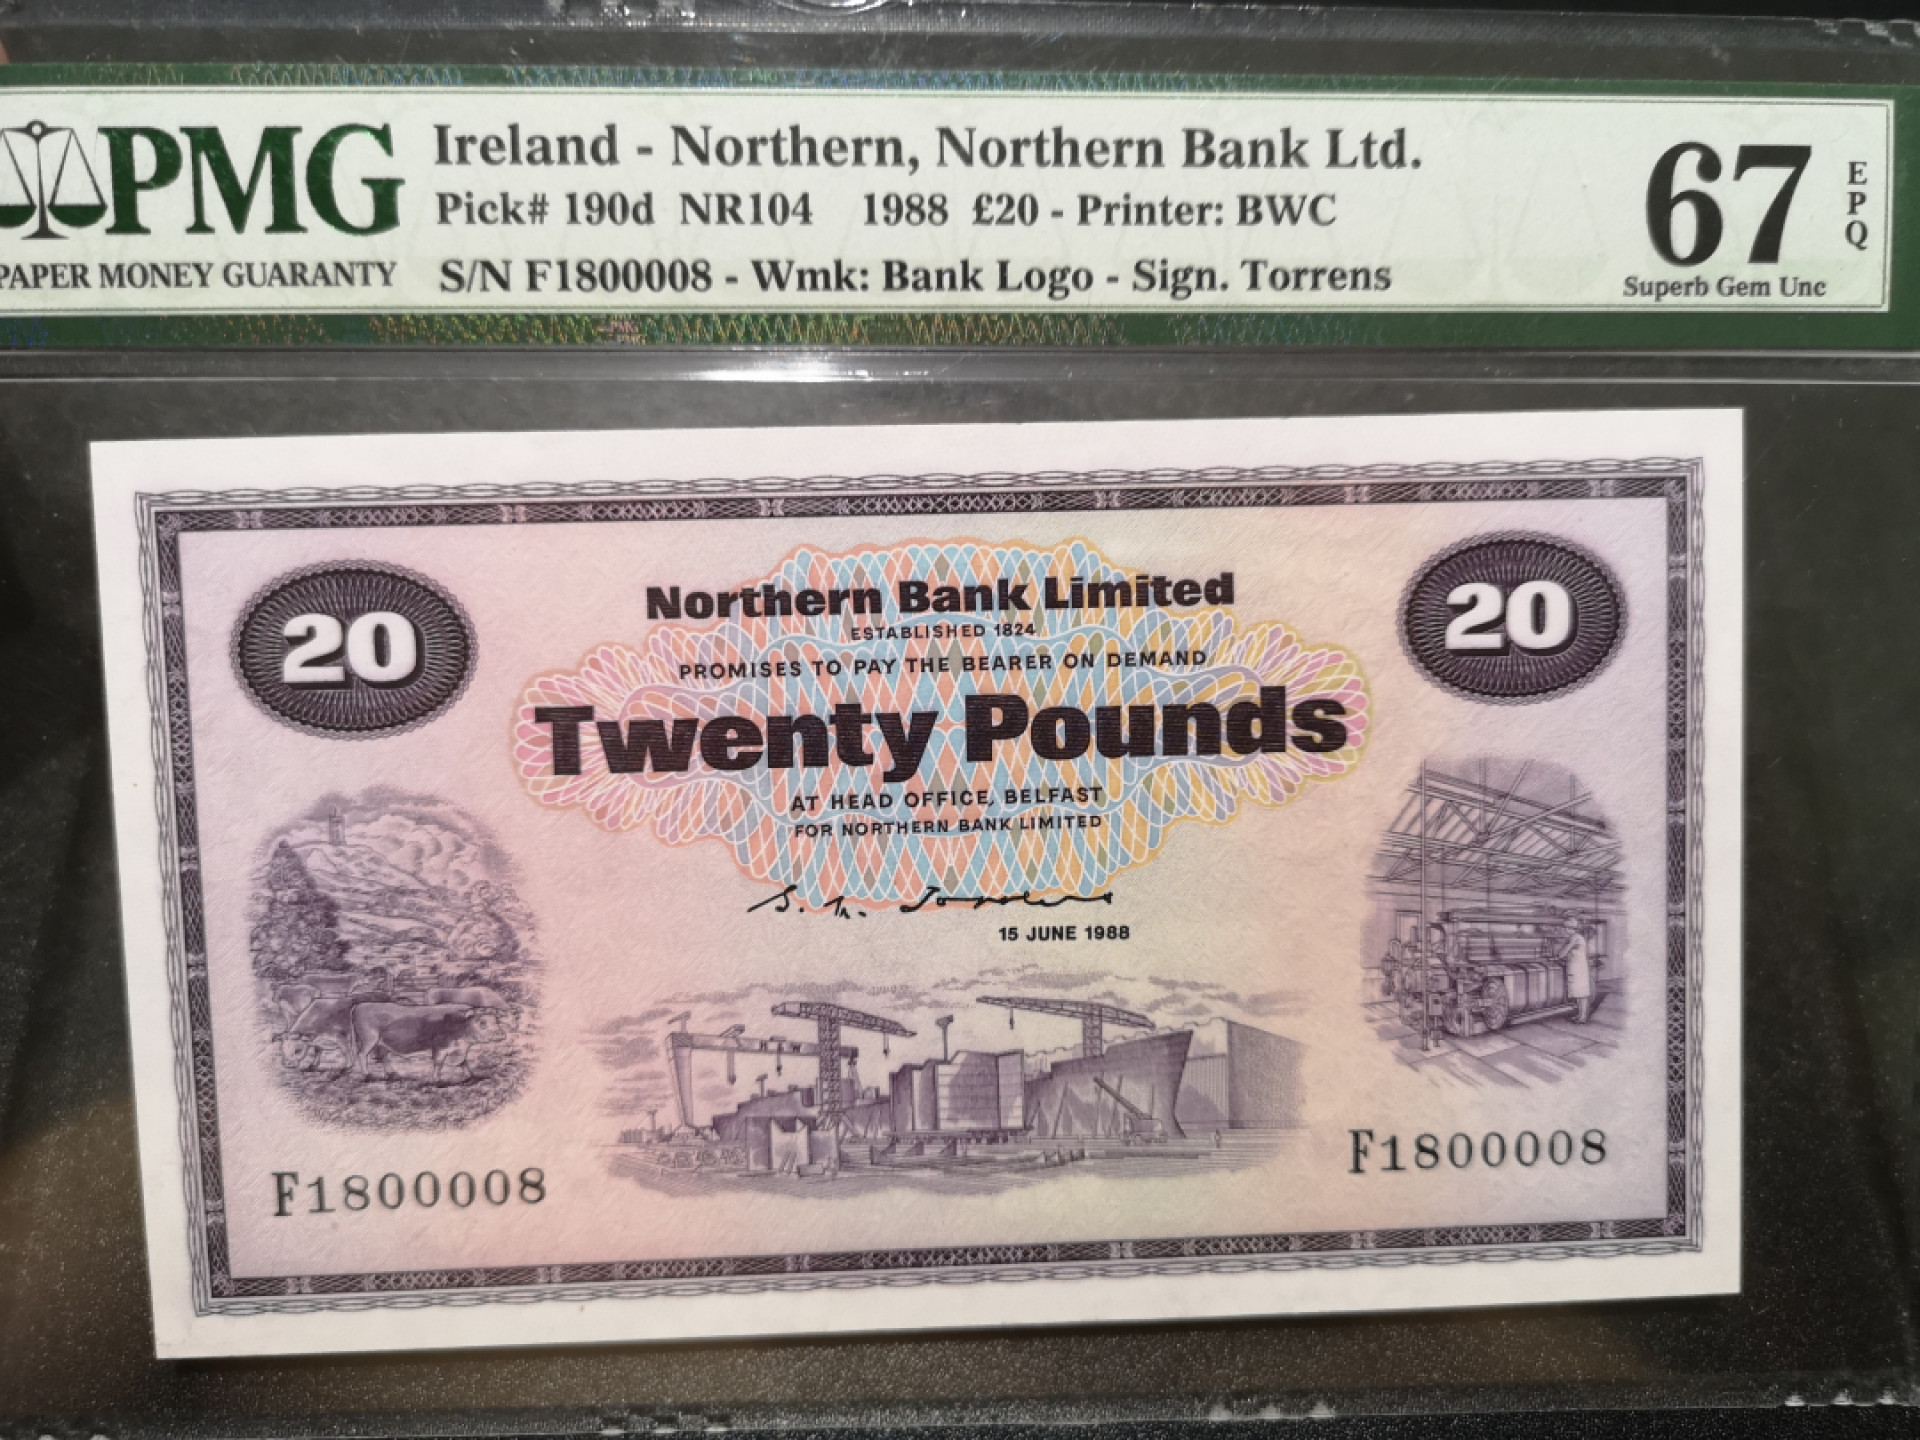 PMG
PAPER MONEY GUARANTY
Ireland - Northern, Northern Bank Ltd.
Pick# 190d NR104 1988 £20 - Printer: BWC
S/N F1800008 - Wmk: Bank Logo - Sign. Torrens
67
EPQ
Superb Gem Unc
20
20
Northern Bank Limited
ESTABLISHED 1824
PROMISES TO PAY THE BEARER ON DEMAND
Twenty Pounds
AT HEAD OFFICE, BELFAST
FOR NORTHERN BANK LIMITED
S. H. Torrens
15 JUNE 1988
F1800008
F1800008